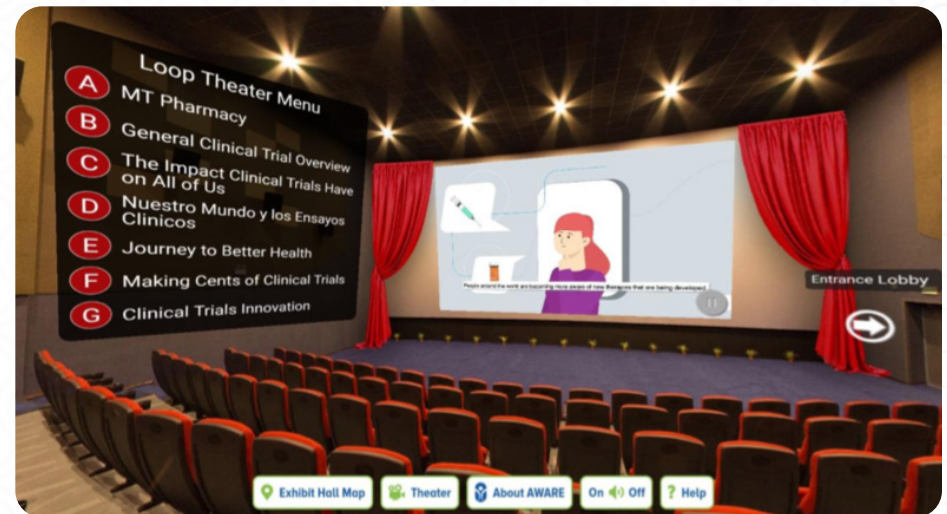 Loop Theater Menu
A MT Pharmacy
B General Clinical Trial Overview
C The Impact Clinical Trials Have
on All of Us
D Nuestro Mundo y los Ensayos
Clinicos
E Journey to Better Health
F Making Cents of Clinical Trials
G Clinical Trials Innovation
People around the world are becoming more aware of new therapies that are being developed
Entrance Lobby
Exhibit Hall Map
Theater
About AWARE
On Off
Help